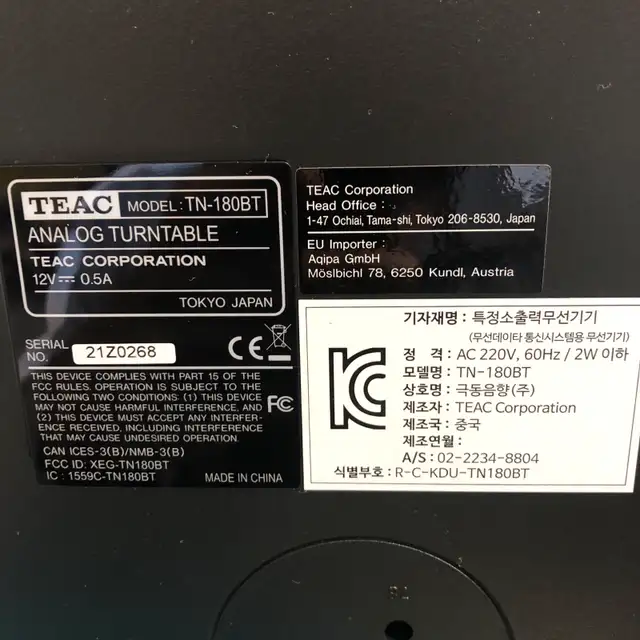 TEAC MODEL: TN-180BT
ANALOG TURNTABLE
TEAC CORPORATION
12V⎓0.5A
TOKYO JAPAN
SERIAL NO. 21Z0268
CE
THIS DEVICE COMPLIES WITH PART 15 OF THE
FCC RULES. OPERATION IS SUBJECT TO THE
FOLLOWING TWO CONDITIONS: (1) THIS DEVICE
MAY NOT CAUSE HARMFUL INTERFERENCE, AND
(2) THIS DEVICE MUST ACCEPT ANY INTERFER-
ENCE RECEIVED, INCLUDING INTERFERENCE
THAT MAY CAUSE UNDESIRED OPERATION.
FC
CAN ICES-3(B)/NMB-3(B)
FCC ID: XEG-TN180BT
IC : 1559C-TN180BT
MADE IN CHINA
TEAC Corporation
Head Office :
1-47 Ochiai, Tama-shi, Tokyo 206-8530, Japan
EU Importer :
Aqipa GmbH
Möslbichl 78, 6250 Kundl, Austria
기자재명 : 특정소출력무선기기
(무선데이타 통신시스템용 무선기기)
정 격 : AC 220V, 60Hz / 2W 이하
모델명 : TN-180BT
상호명 : 극동음향(주)
제조자 : TEAC Corporation
제조국 : 중국
제조연월 :
A/S : 02-2234-8804
식별부호 : R-C-KDU-TN180BT